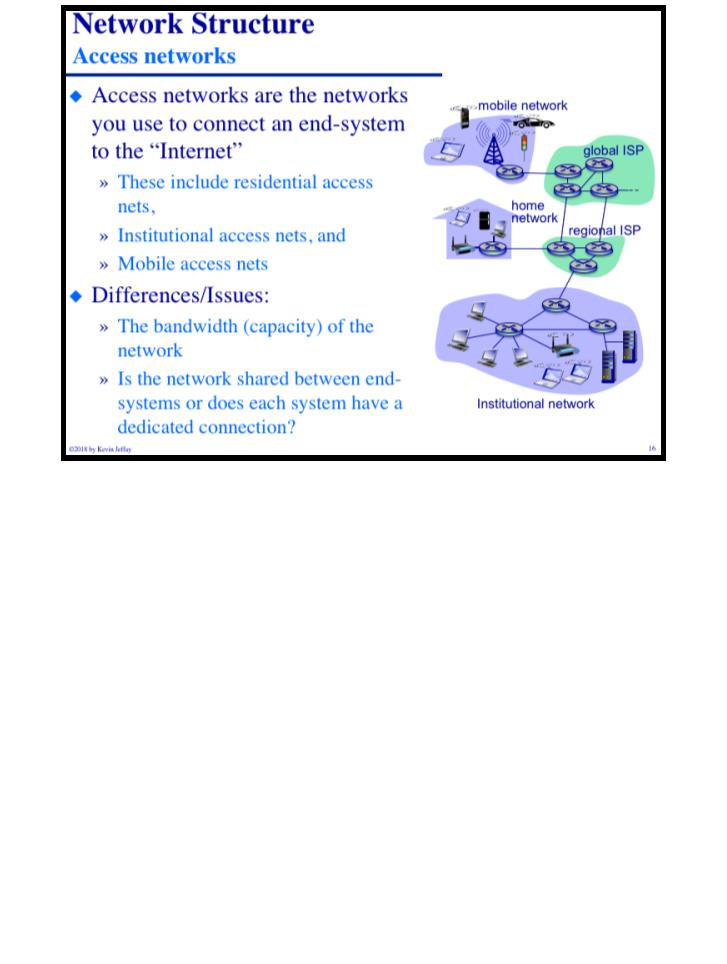 Network Structure
Access networks
◆ Access networks are the networks
you use to connect an end-system
to the “Internet”
» These include residential access
nets,
» Institutional access nets, and
» Mobile access nets
◆ Differences/Issues:
» The bandwidth (capacity) of the
network
» Is the network shared between end-
systems or does each system have a
dedicated connection?
mobile network
global ISP
home
network
regional ISP
Institutional network
©2018 by Kevin Jeffay
16